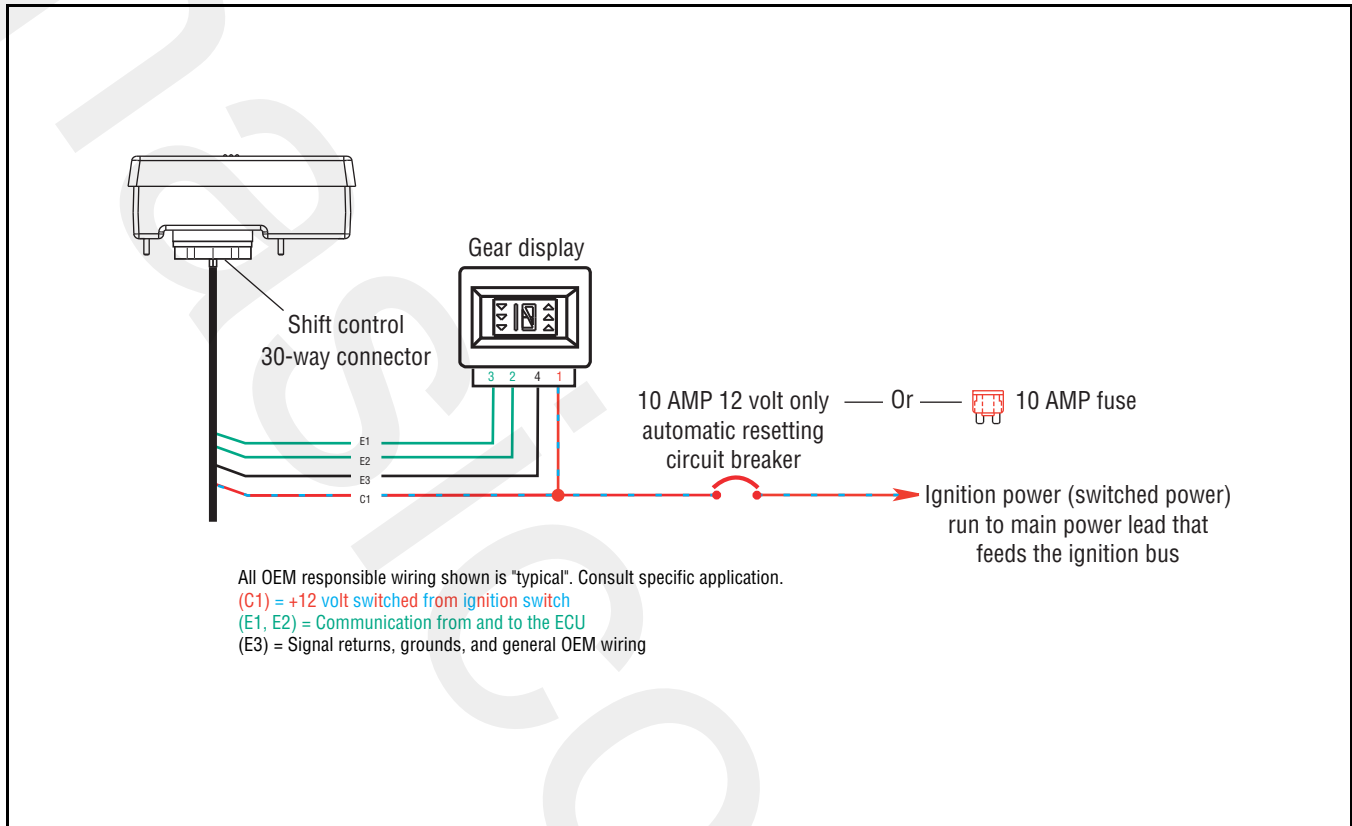 Gear display
Shift control
30-way connector
3 2 4 1
10 AMP 12 volt only
automatic resetting
circuit breaker
Or
10 AMP fuse
E1
E2
E3
C1
Ignition power (switched power)
run to main power lead that
feeds the ignition bus
All OEM responsible wiring shown is "typical". Consult specific application.
(C1) = +12 volt switched from ignition switch
(E1, E2) = Communication from and to the ECU
(E3) = Signal returns, grounds, and general OEM wiring